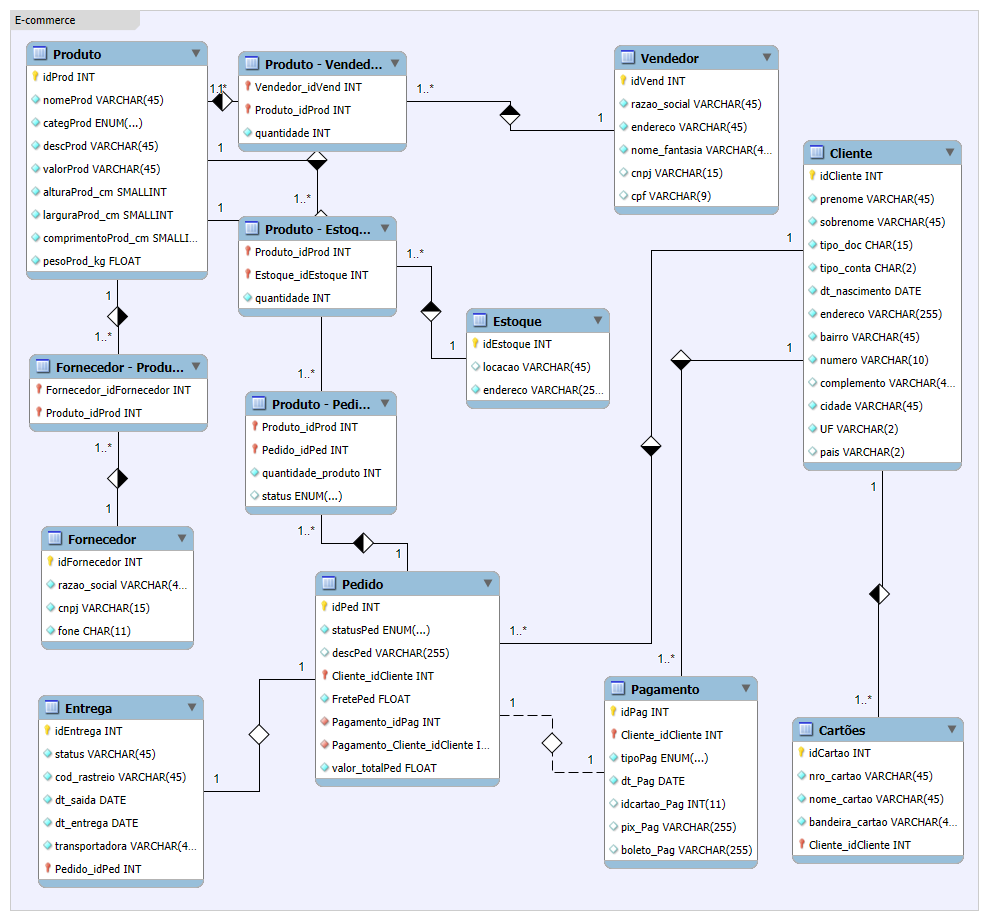 E-commerce
Produto
idProd INT
nomeProd VARCHAR(45)
categProd ENUM(...)
descProd VARCHAR(45)
valorProd VARCHAR(45)
alturaProd_cm SMALLINT
larguraProd_cm SMALLINT
comprimentoProd_cm SMALLI...
pesoProd_kg FLOAT
Produto - Vended...
Vendedor_idVend INT
Produto_idProd INT
quantidade INT
1..*
1
Vendedor
idVend INT
razao_social VARCHAR(45)
endereco VARCHAR(45)
nome_fantasia VARCHAR(4...
cnpj VARCHAR(15)
cpf VARCHAR(9)
1
1..*
1
Produto - Estoq...
Produto_idProd INT
Estoque_idEstoque INT
quantidade INT
1..*
1
Estoque
idEstoque INT
locacao VARCHAR(45)
endereco VARCHAR(25...
Cliente
idCliente INT
prenome VARCHAR(45)
sobrenome VARCHAR(45)
tipo_doc CHAR(15)
tipo_conta CHAR(2)
dt_nascimento DATE
endereco VARCHAR(255)
bairro VARCHAR(45)
numero VARCHAR(10)
complemento VARCHAR(4...
cidade VARCHAR(45)
UF VARCHAR(2)
pais VARCHAR(2)
1
1
1
1
1..*
Fornecedor - Produ...
Fornecedor_idFornecedor INT
Produto_idProd INT
1..*
1
Fornecedor
idFornecedor INT
razao_social VARCHAR(4...
cnpj VARCHAR(15)
fone CHAR(11)
1..*
Produto - Pedi...
Produto_idProd INT
Pedido_idPed INT
quantidade_produto INT
status ENUM(...)
1..*
1
Pedido
idPed INT
statusPed ENUM(...)
descPed VARCHAR(255)
Cliente_idCliente INT
FretePed FLOAT
Pagamento_idPag INT
Pagamento_Cliente_idCliente I...
valor_totalPed FLOAT
1..*
1
1
Entrega
idEntrega INT
status VARCHAR(45)
cod_rastreio VARCHAR(45)
dt_saida DATE
dt_entrega DATE
transportadora VARCHAR(4...
Pedido_idPed INT
1
1
1..*
Pagamento
idPag INT
Cliente_idCliente INT
tipoPag ENUM(...)
dt_Pag DATE
idcartao_Pag INT(11)
pix_Pag VARCHAR(255)
boleto_Pag VARCHAR(255)
1..*
Cartões
idCartao INT
nro_cartao VARCHAR(45)
nome_cartao VARCHAR(45)
bandeira_cartao VARCHAR(4...
Cliente_idCliente INT